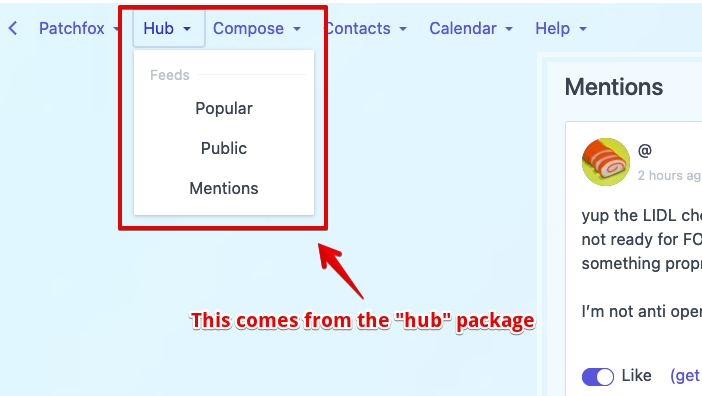 Patchfox Hub Compose Contacts Calendar Help
Feeds
Popular
Public
Mentions
Mentions
@
2 hours ag
yup the LIDL che
not ready for FO
something propr
I'm not anti oper
Like (get
This comes from the "hub" package